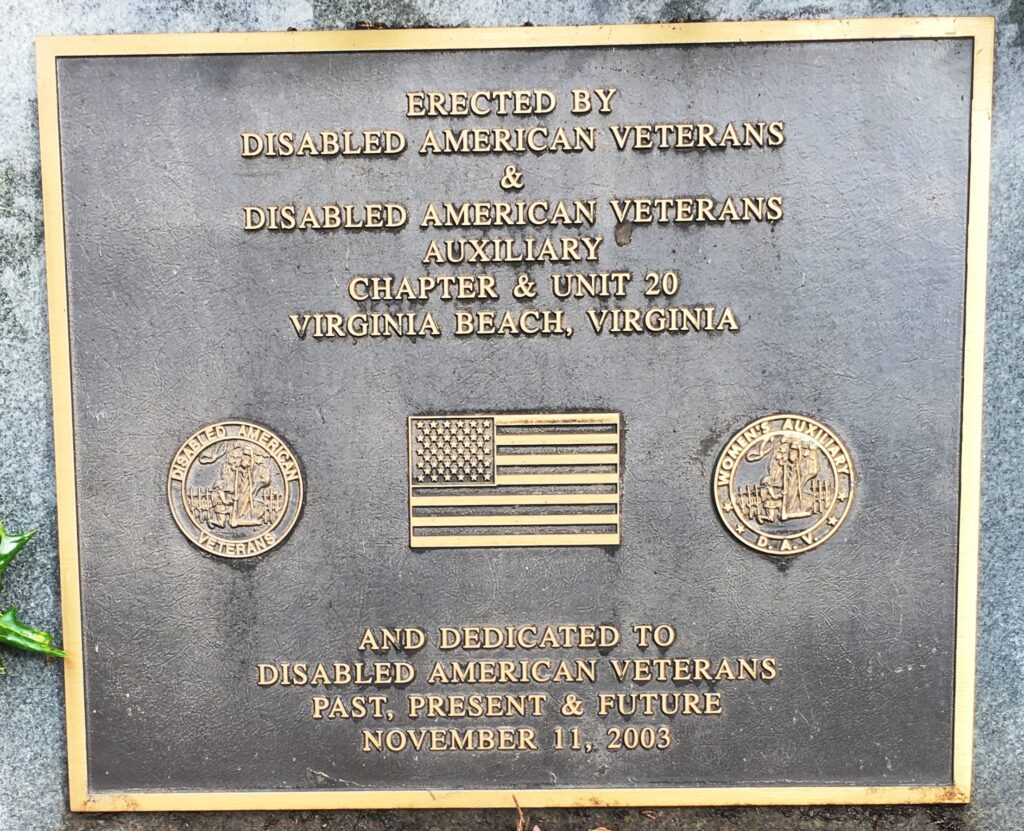 ERECTED BY
DISABLED AMERICAN VETERANS
&
DISABLED AMERICAN VETERANS
AUXILIARY
CHAPTER & UNIT 20
VIRGINIA BEACH, VIRGINIA
DISABLED AMERICAN
VETERANS
WOMEN'S AUXILIARY
D.A.V.
AND DEDICATED TO
DISABLED AMERICAN VETERANS
PAST, PRESENT & FUTURE
NOVEMBER 11, 2003